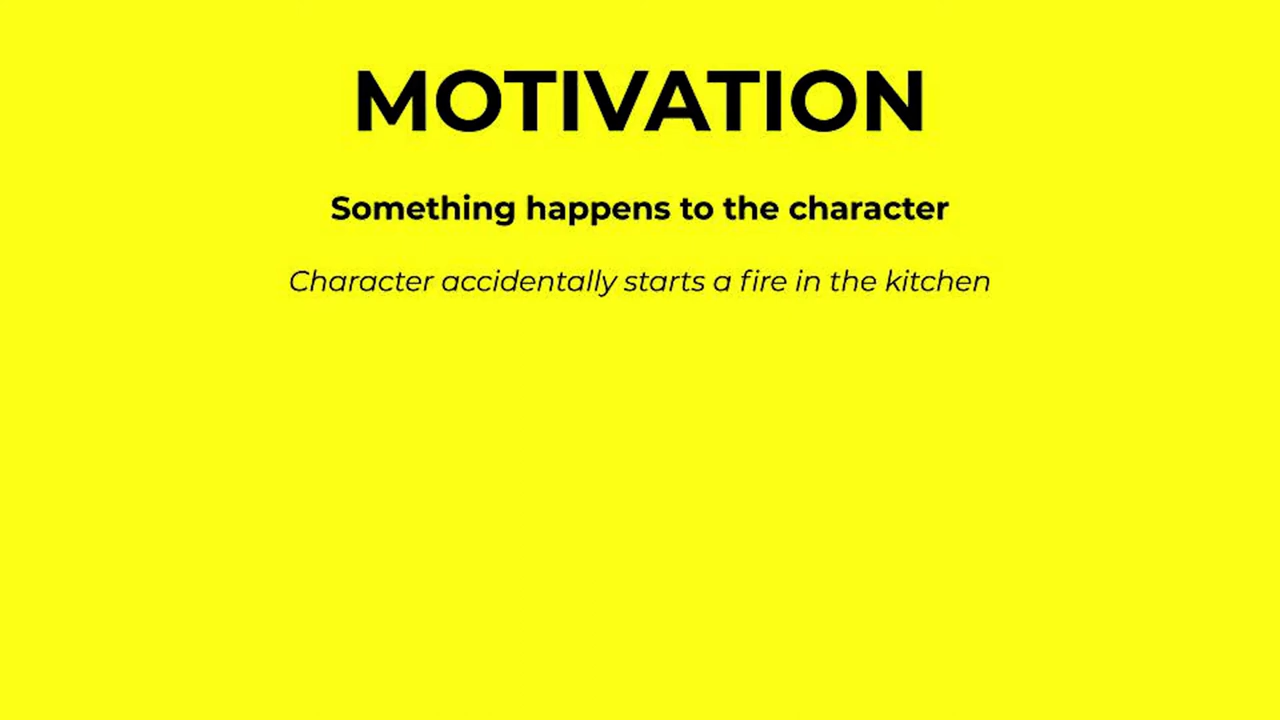 MOTIVATION
Something happens to the character
Character accidentally starts a fire in the kitchen